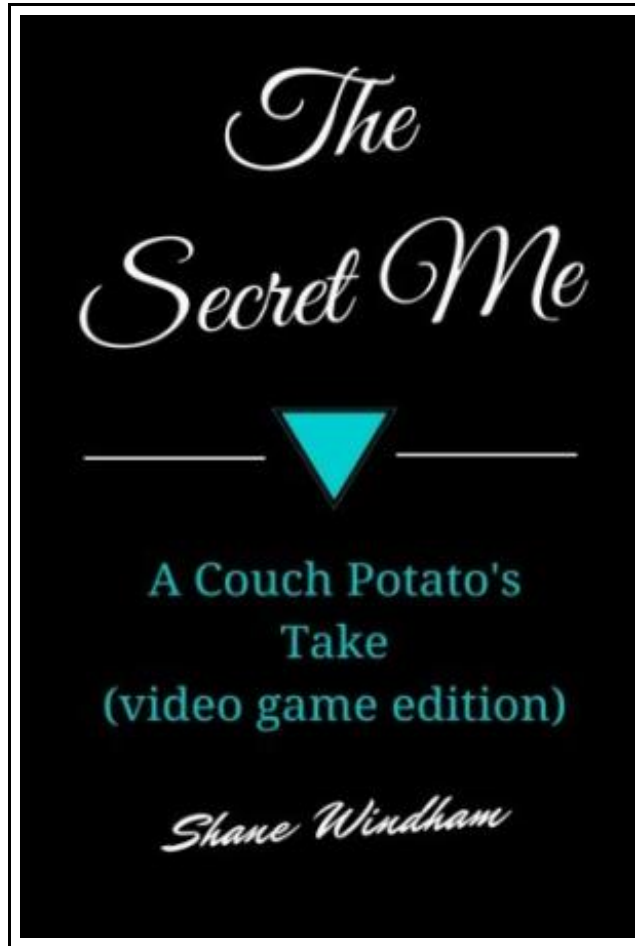 The
Secret Me
A Couch Potato's
Take
(video game edition)
Shane Windham